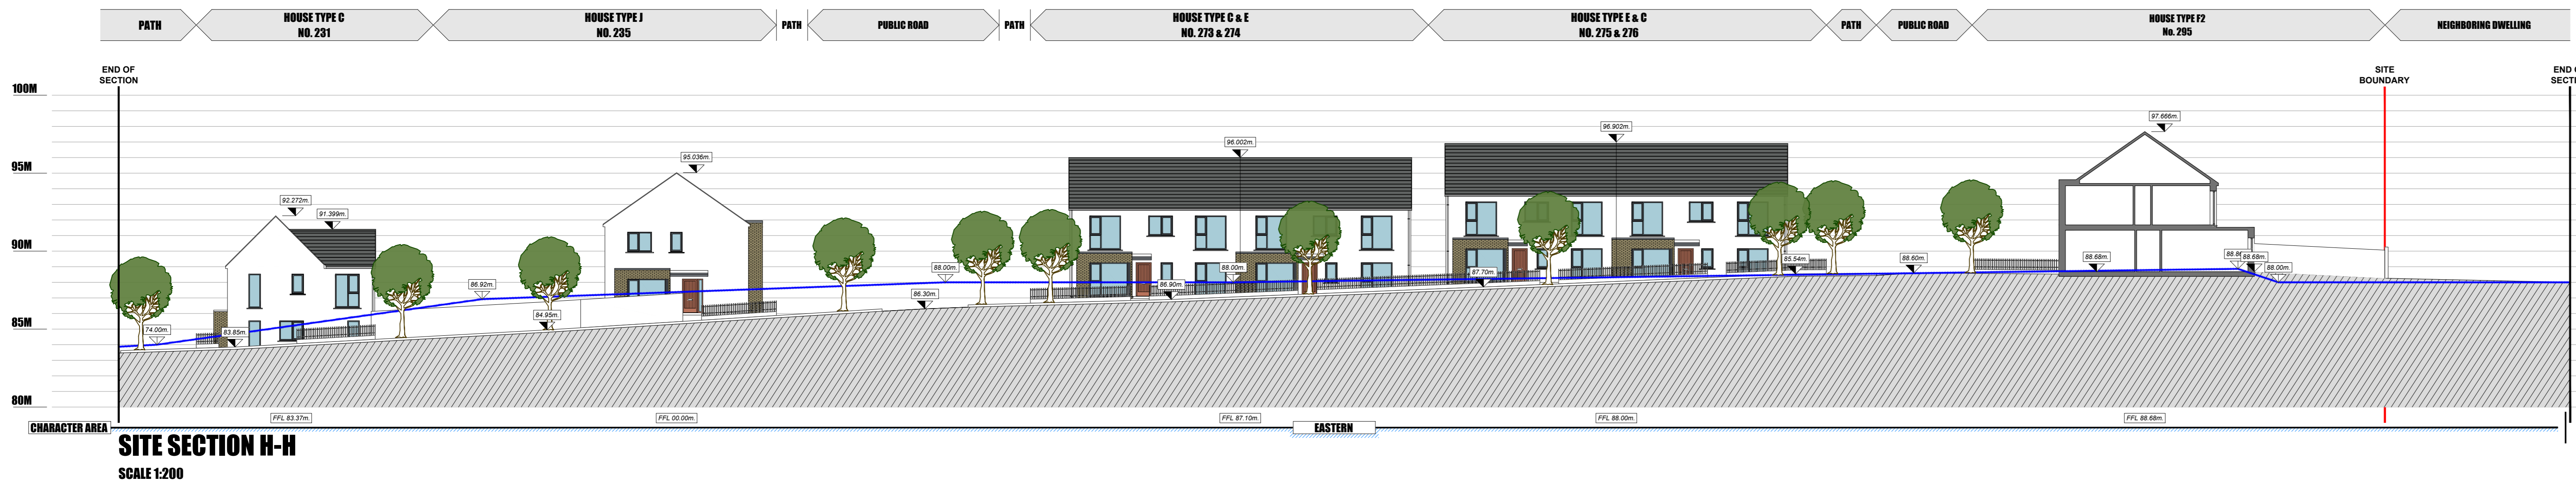 PATH
HOUSE TYPE C
NO. 231
HOUSE TYPE J
NO. 235
PATH
PUBLIC ROAD
PATH
HOUSE TYPE C & E
NO. 273 & 274
HOUSE TYPE E & C
NO. 275 & 276
PATH
PUBLIC ROAD
HOUSE TYPE F2
No. 295
NEIGHBORING DWELLING
END OF
SECTION
SITE
BOUNDARY
END
100M
95M
90M
85M
80M
92.272m.
91.399m.
95.036m.
96.002m.
96.902m.
97.666m.
74.00m.
83.85m.
86.92m.
84.95m.
88.00m.
86.30m.
86.90m.
88.00m.
87.70m.
85.54m.
88.60m.
88.68m.
88.68m.
88.00m.
FFL 83.37m.
FFL 00.00m.
FFL 87.10m.
FFL 88.00m.
FFL 88.68m.
CHARACTER AREA
EASTERN
SITE SECTION H-H
SCALE 1:200